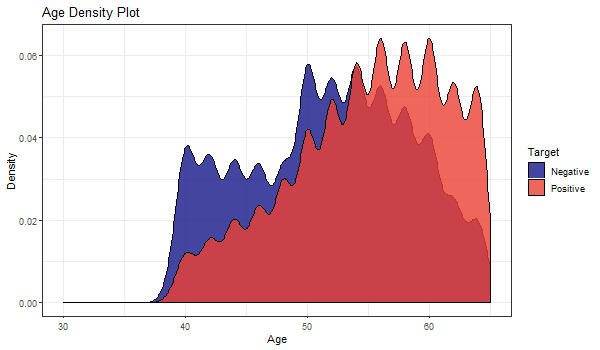 Age Density Plot
Density
0.06
0.04
0.02
0.00
30
40
50
60
Age
Target
Negative
Positive